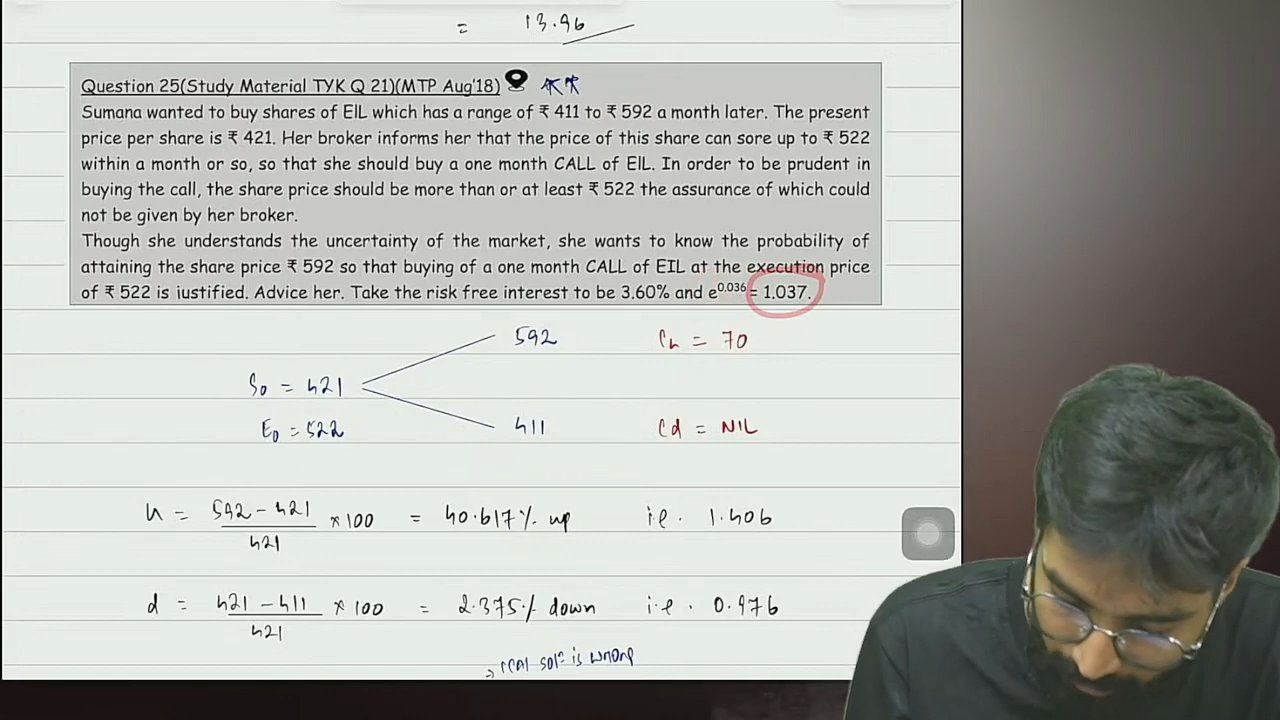 = 13.96
Question 25(Study Material TYK Q 21)(MTP Aug'18)
Sumana wanted to buy shares of EIL which has a range of ₹ 411 to ₹ 592 a month later. The present
price per share is ₹ 421. Her broker informs her that the price of this share can sore up to ₹ 522
within a month or so, so that she should buy a one month CALL of EIL. In order to be prudent in
buying the call, the share price should be more than or at least ₹ 522 the assurance of which could
not be given by her broker.
Though she understands the uncertainty of the market, she wants to know the probability of
attaining the share price ₹ 592 so that buying of a one month CALL of EIL at the execution price
of ₹ 522 is iustified. Advice her. Take the risk free interest to be 3.60% and e^0.036 = 1.037.
592 Cu = 70
S0 = 421
E0 = 522 411 Cd = NIL
u = 592 - 421 / 421 × 100 = 40.617% up i.e. 1.406
d = 421 - 411 / 421 × 100 = 2.375% down i.e. 0.976
real sol is wrong